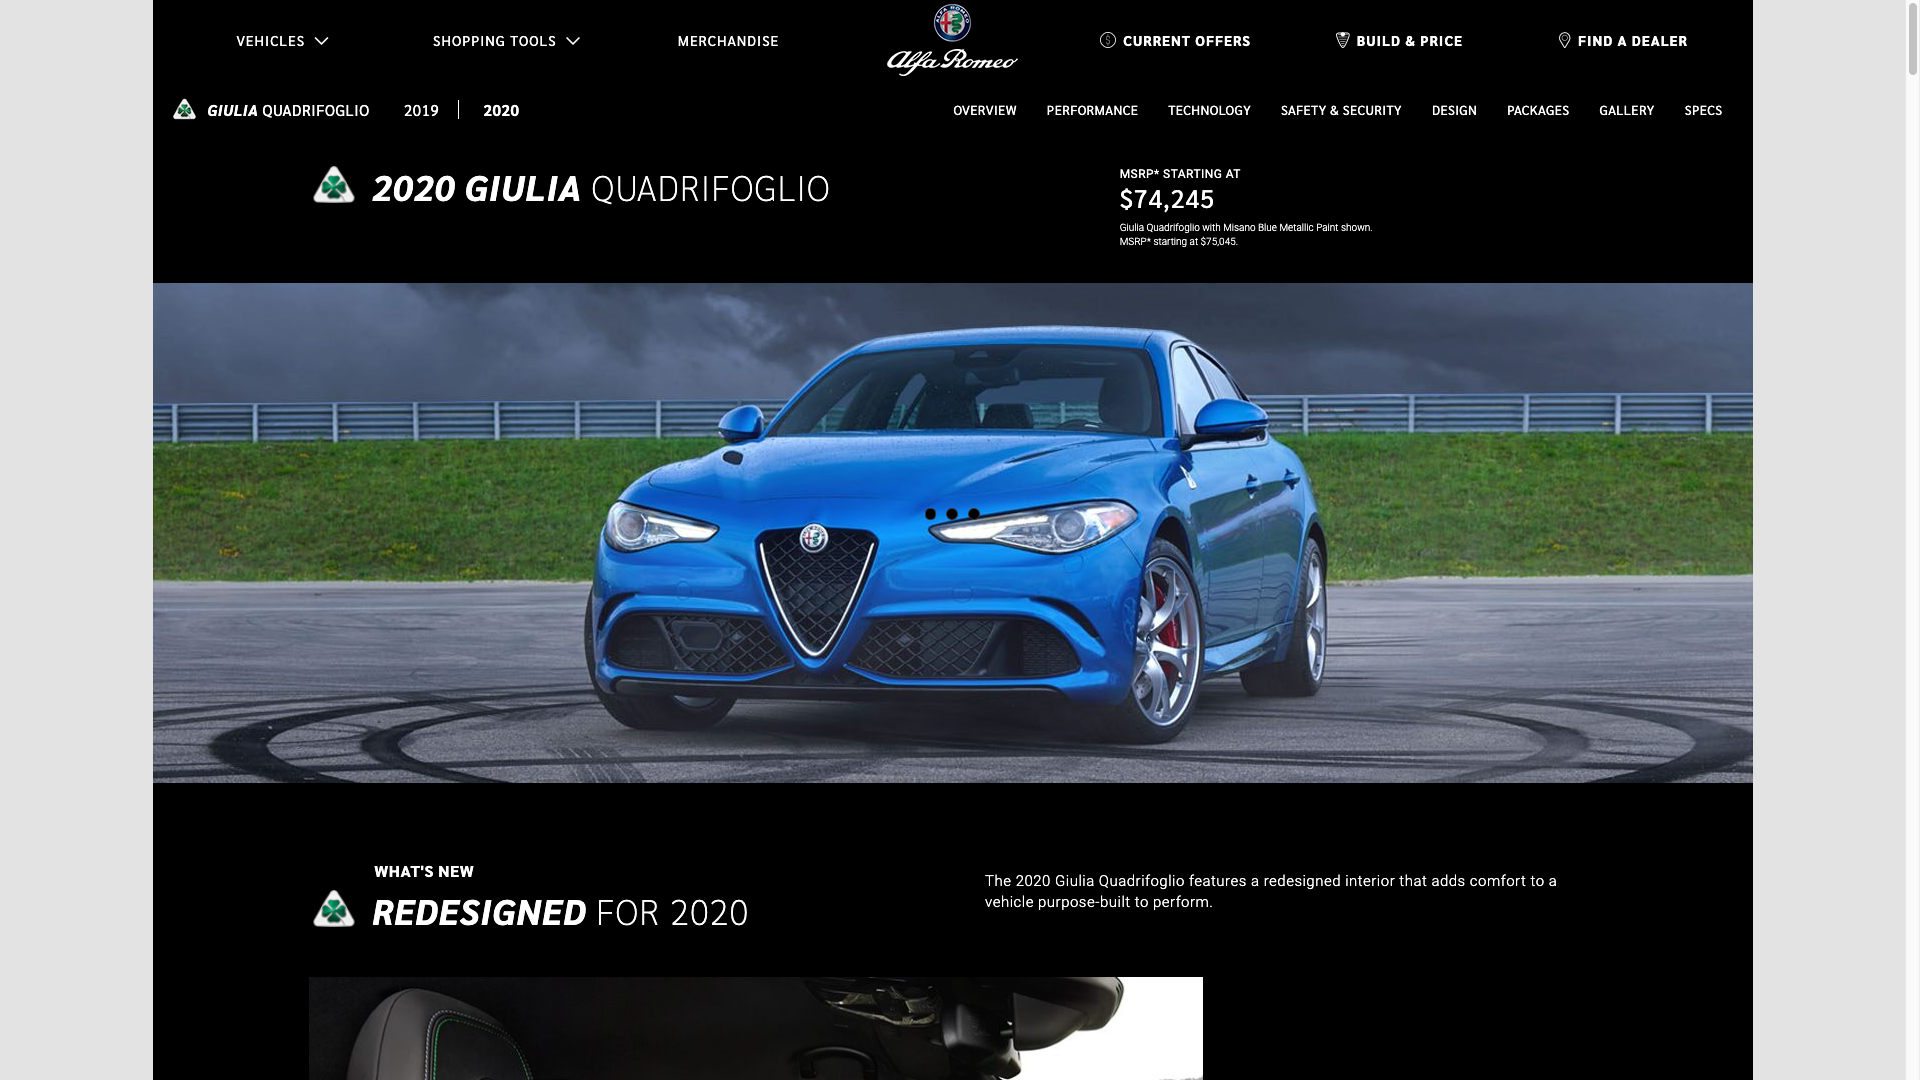 VEHICLES
SHOPPING TOOLS
MERCHANDISE
ALFA ROMEO
Alfa Romeo
CURRENT OFFERS
BUILD & PRICE
FIND A DEALER
GIULIA QUADRIFOGLIO
2019
2020
OVERVIEW
PERFORMANCE
TECHNOLOGY
SAFETY & SECURITY
DESIGN
PACKAGES
GALLERY
SPECS
2020 GIULIA QUADRIFOGLIO
MSRP* STARTING AT
$74,245
Giulia Quadrifoglio with Misano Blue Metallic Paint shown.
MSRP* starting at $75,045.
WHAT'S NEW
REDESIGNED FOR 2020
The 2020 Giulia Quadrifoglio features a redesigned interior that adds comfort to a
vehicle purpose-built to perform.